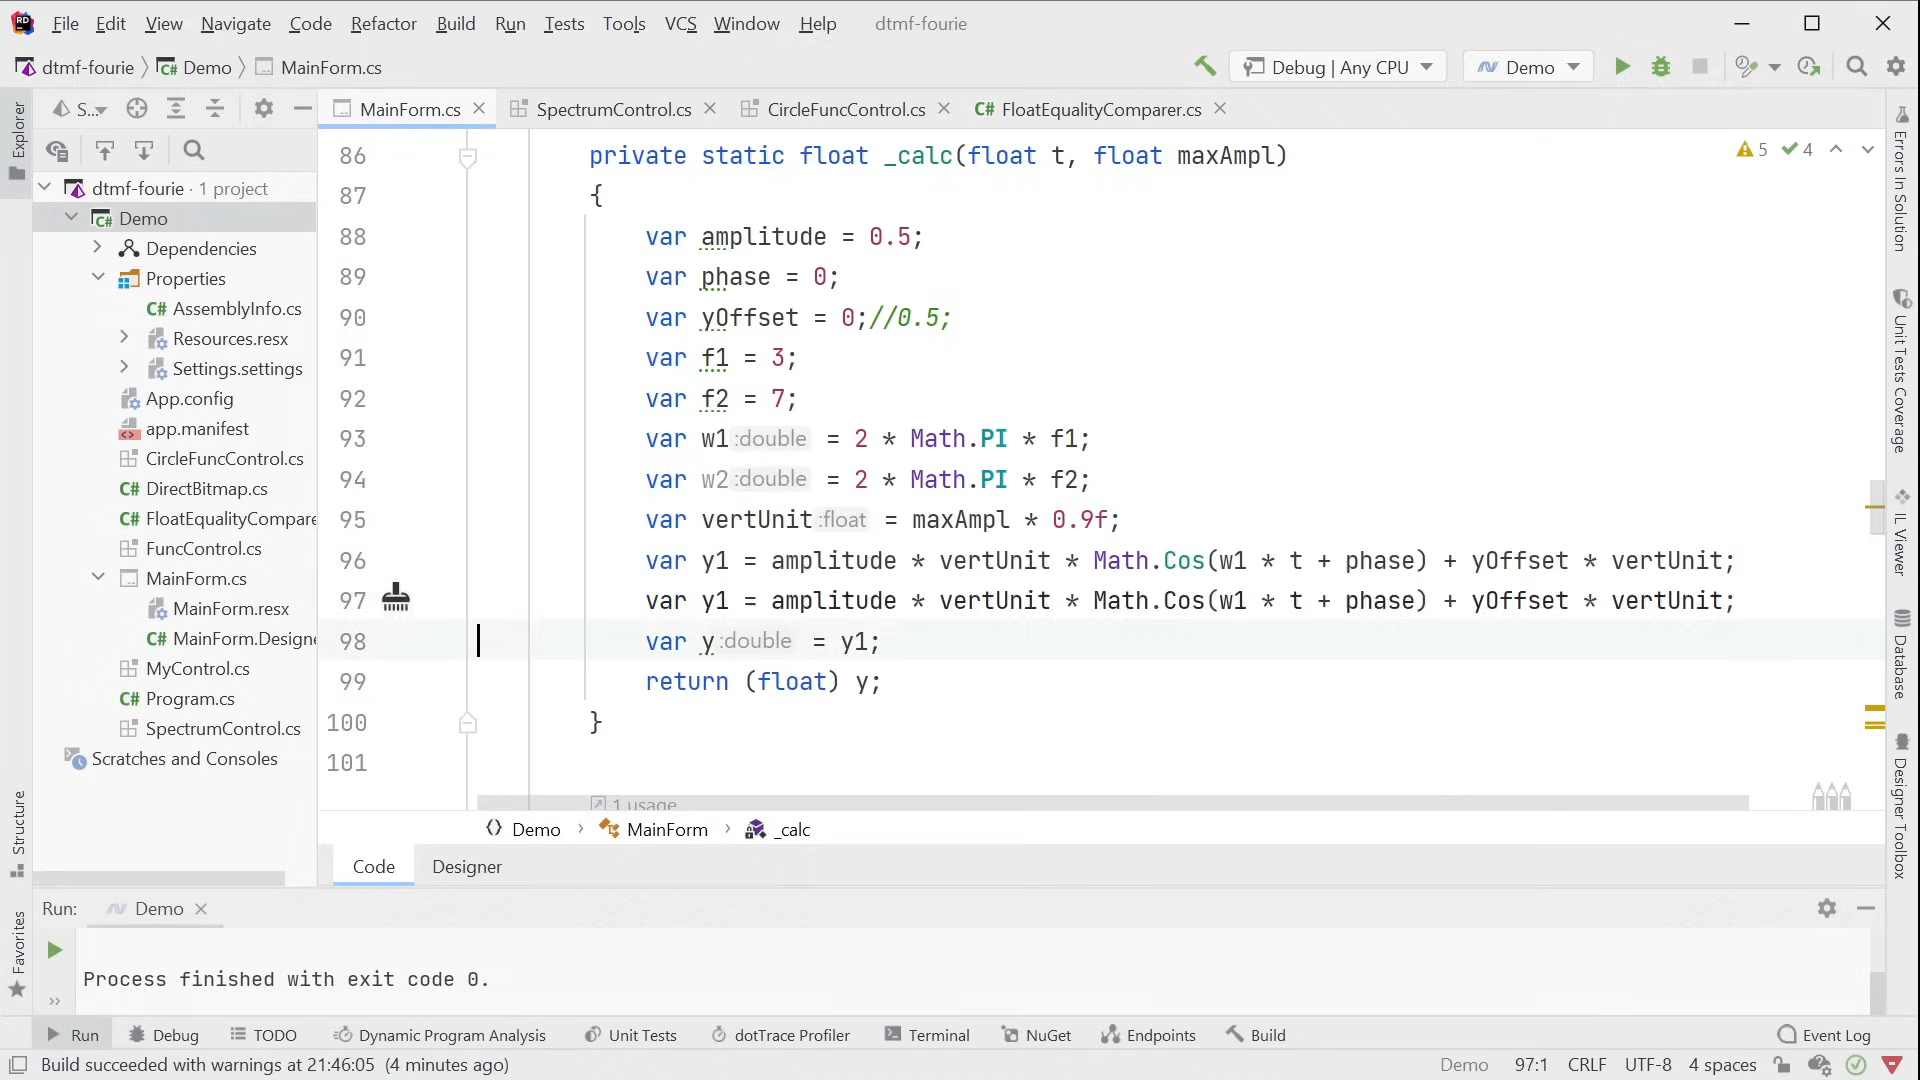 File Edit View Navigate Code Refactor Build Run Tests Tools VCS Window Help dtmf-fourie
dtmf-fourie Demo MainForm.cs Debug | Any CPU Demo
S... MainForm.cs SpectrumControl.cs CircleFuncControl.cs C# FloatEqualityComparer.cs
Explorer
dtmf-fourie · 1 project
Demo
Dependencies
Properties
C# AssemblyInfo.cs
Resources.resx
Settings.settings
App.config
app.manifest
CircleFuncControl.cs
C# DirectBitmap.cs
C# FloatEqualityCompare
FuncControl.cs
MainForm.cs
MainForm.resx
C# MainForm.Designe
MyControl.cs
C# Program.cs
SpectrumControl.cs
Scratches and Consoles
Structure
Favorites
5 4
86 private static float _calc(float t, float maxAmpl)
87 {
88 var amplitude = 0.5;
89 var phase = 0;
90 var yOffset = 0;//0.5;
91 var f1 = 3;
92 var f2 = 7;
93 var w1 :double = 2 * Math.PI * f1;
94 var w2 :double = 2 * Math.PI * f2;
95 var vertUnit :float = maxAmpl * 0.9f;
96 var y1 = amplitude * vertUnit * Math.Cos(w1 * t + phase) + yOffset * vertUnit;
97 var y1 = amplitude * vertUnit * Math.Cos(w1 * t + phase) + yOffset * vertUnit;
98 var y :double = y1;
99 return (float) y;
100 }
101
1 usage
Demo MainForm _calc
Code Designer
Errors In Solution
Unit Tests Coverage
IL Viewer
Database
Designer Toolbox
Run: Demo
Process finished with exit code 0.
Run Debug TODO Dynamic Program Analysis Unit Tests dotTrace Profiler Terminal NuGet Endpoints Build Event Log
Build succeeded with warnings at 21:46:05 (4 minutes ago) Demo 97:1 CRLF UTF-8 4 spaces